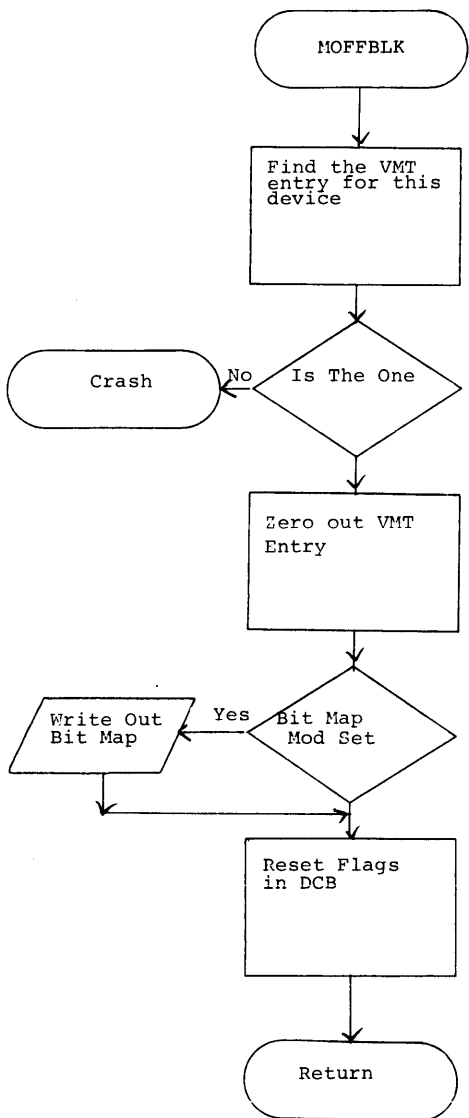 MOFFBLK
Find the VMT
entry for this
device
Is The One
No
Crash
Zero out VMT
Entry
Bit Map
Mod Set
Yes
Write Out
Bit Map
Reset Flags
in DCB
Return